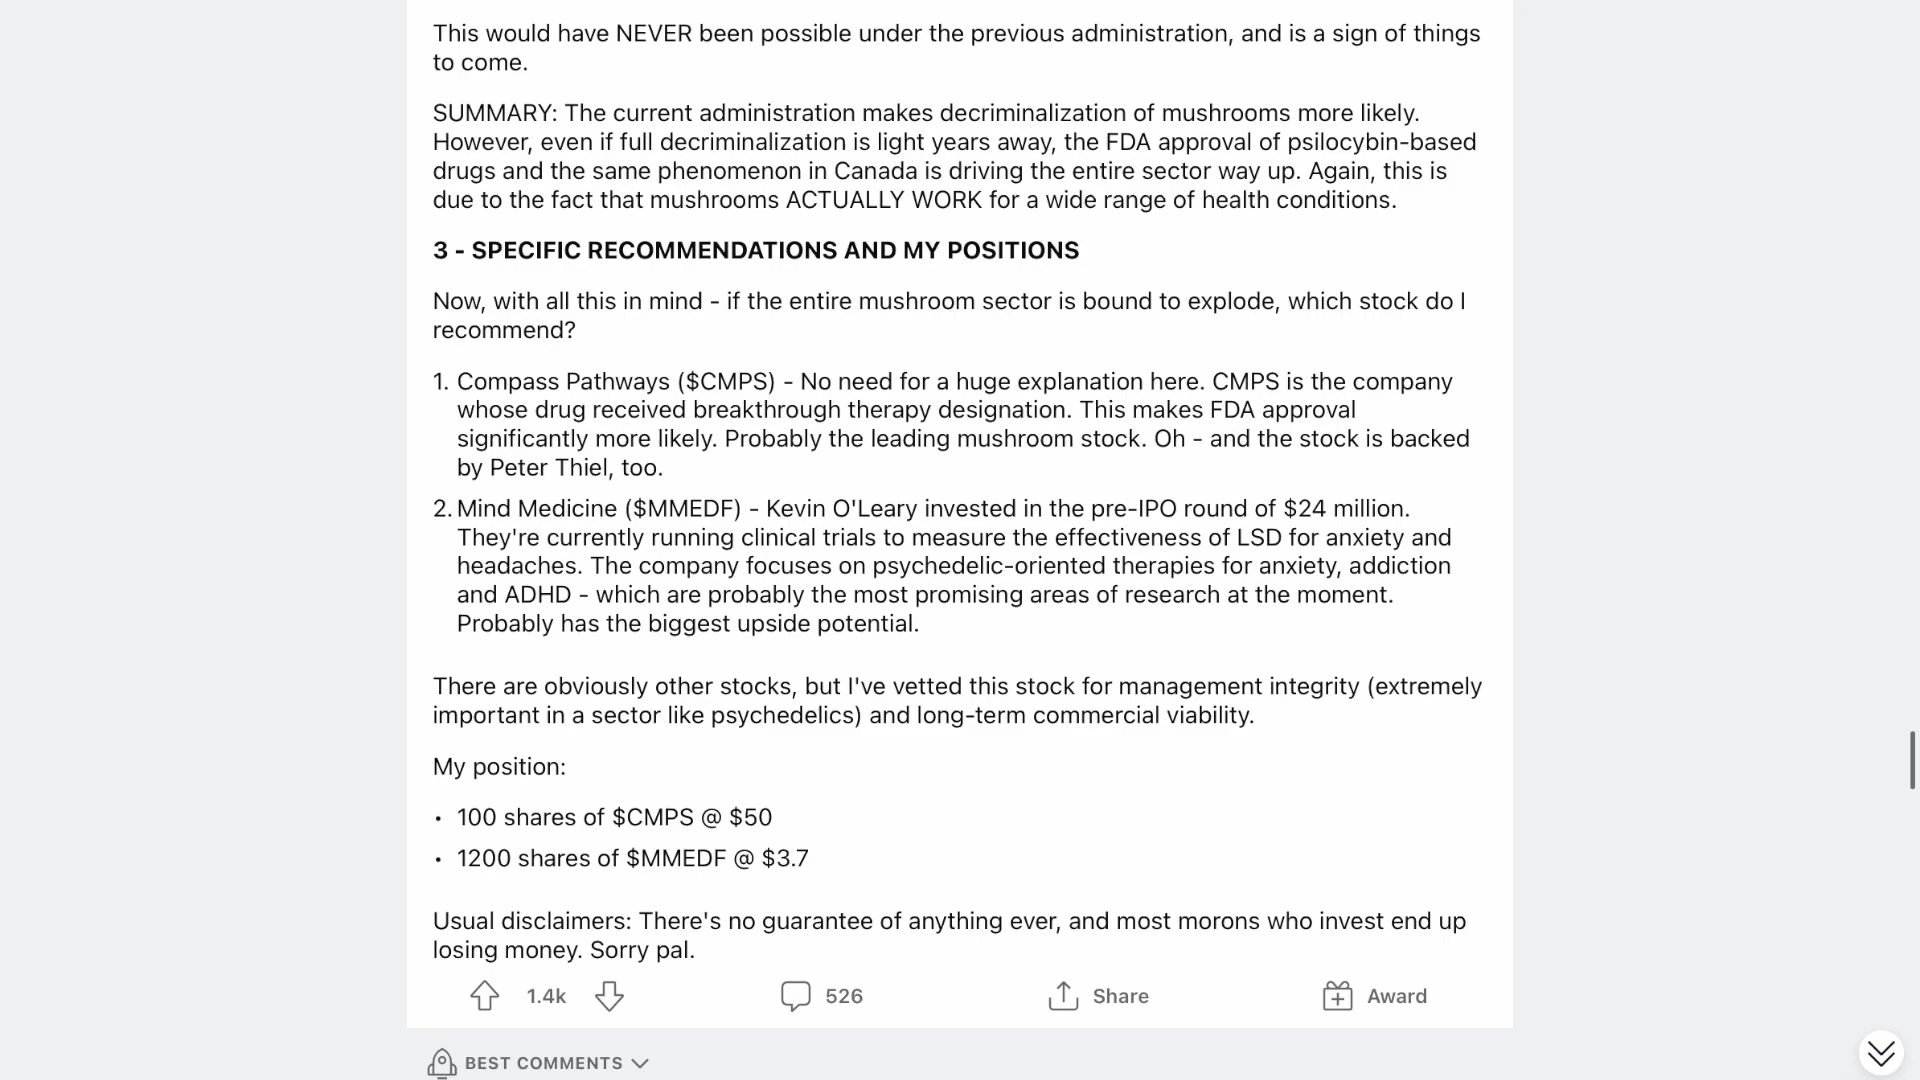 This would have NEVER been possible under the previous administration, and is a sign of things
to come.
SUMMARY: The current administration makes decriminalization of mushrooms more likely.
However, even if full decriminalization is light years away, the FDA approval of psilocybin-based
drugs and the same phenomenon in Canada is driving the entire sector way up. Again, this is
due to the fact that mushrooms ACTUALLY WORK for a wide range of health conditions.
3 - SPECIFIC RECOMMENDATIONS AND MY POSITIONS
Now, with all this in mind - if the entire mushroom sector is bound to explode, which stock do I
recommend?
1. Compass Pathways ($CMPS) - No need for a huge explanation here. CMPS is the company
whose drug received breakthrough therapy designation. This makes FDA approval
significantly more likely. Probably the leading mushroom stock. Oh - and the stock is backed
by Peter Thiel, too.
2. Mind Medicine ($MMEDF) - Kevin O'Leary invested in the pre-IPO round of $24 million.
They're currently running clinical trials to measure the effectiveness of LSD for anxiety and
headaches. The company focuses on psychedelic-oriented therapies for anxiety, addiction
and ADHD - which are probably the most promising areas of research at the moment.
Probably has the biggest upside potential.
There are obviously other stocks, but I've vetted this stock for management integrity (extremely
important in a sector like psychedelics) and long-term commercial viability.
My position:
• 100 shares of $CMPS @ $50
• 1200 shares of $MMEDF @ $3.7
Usual disclaimers: There's no guarantee of anything ever, and most morons who invest end up
losing money. Sorry pal.
1.4k 526 Share Award
BEST COMMENTS